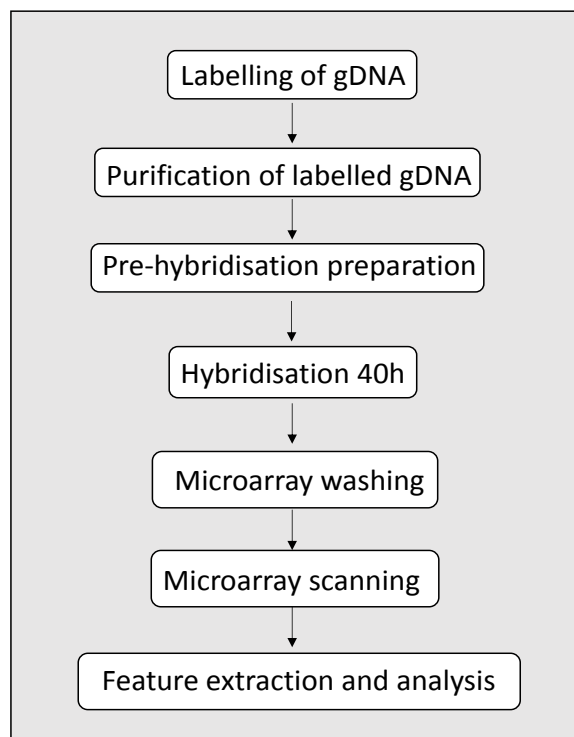 Labelling of gDNA
Purification of labelled gDNA
Pre-hybridisation preparation
Hybridisation 40h
Microarray washing
Microarray scanning
Feature extraction and analysis